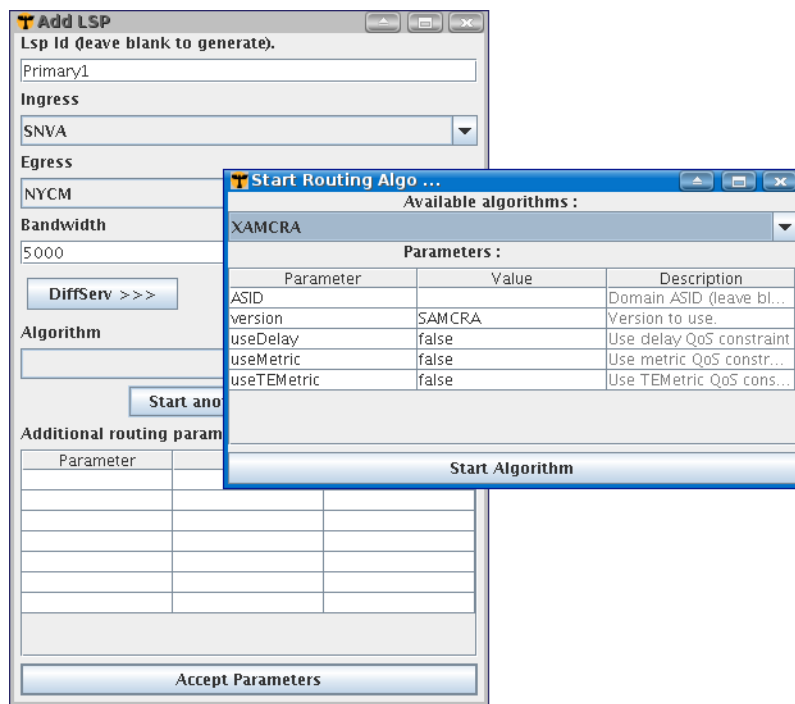 Add LSP
Lsp Id (leave blank to generate).
Primary1
Ingress
SNVA
Egress
NYCM
Bandwidth
5000
DiffServ >>>
Algorithm
Start ano
Additional routing param
Parameter
Accept Parameters
Start Routing Algo ...
Available algorithms :
XAMCRA
Parameters :
Parameter Value Description
ASID Domain ASID (leave bl...
version SAMCRA Version to use.
useDelay false Use delay QoS constraint
useMetric false Use metric QoS constr...
useTEMetric false Use TEMetric QoS cons...
Start Algorithm